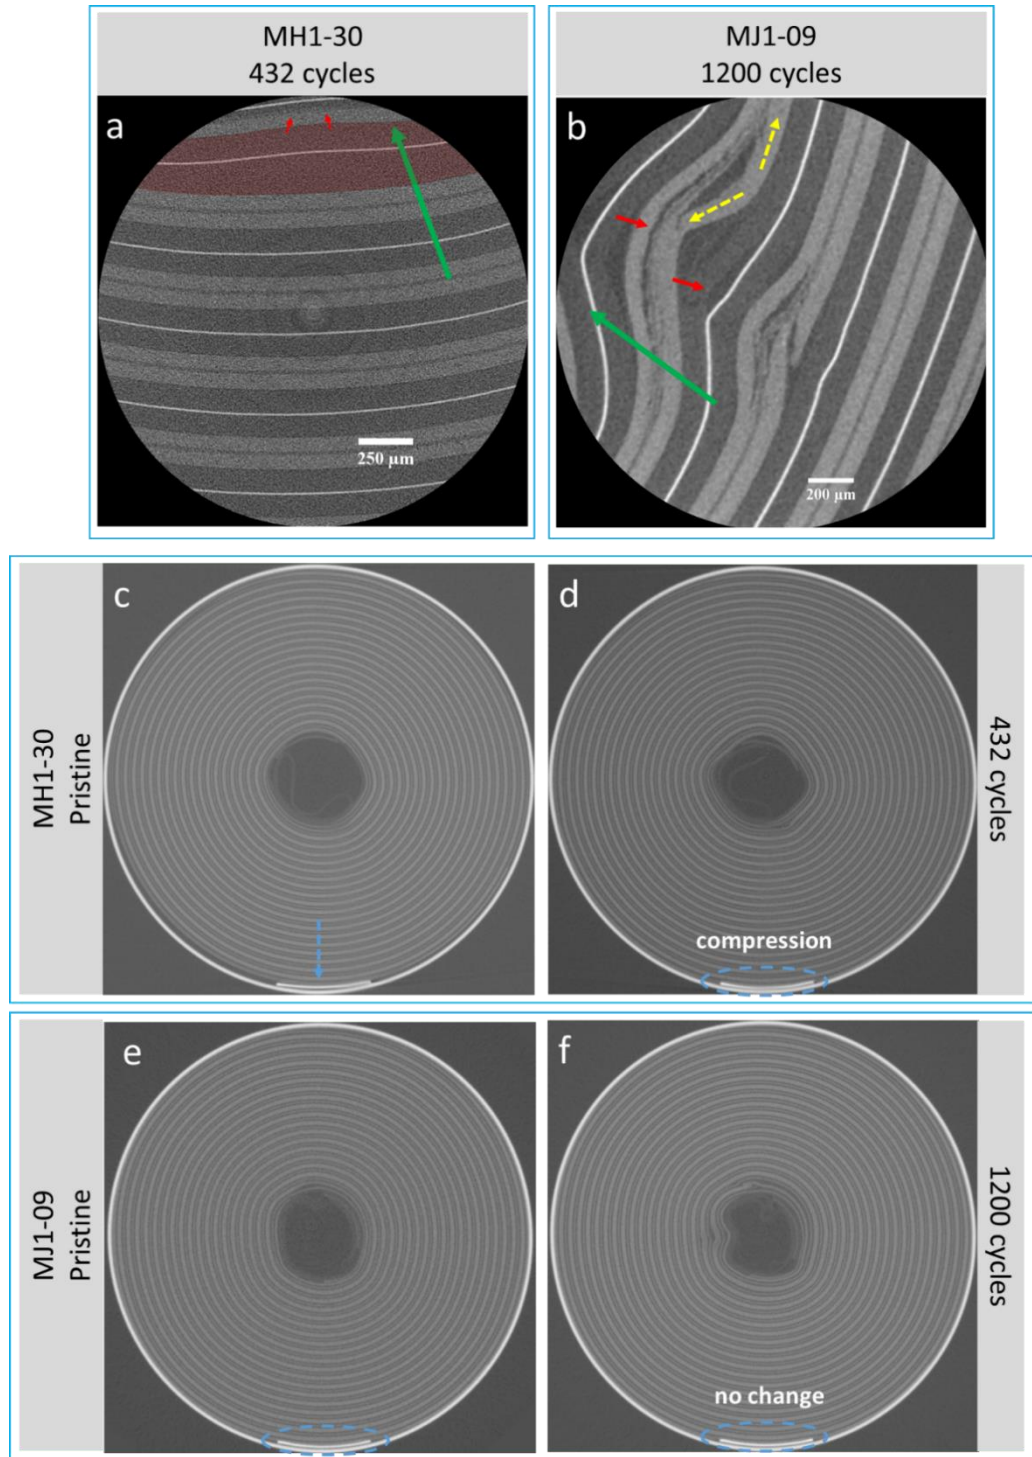 MH1-30
432 cycles
MJ1-09
1200 cycles
a
250 µm
b
200 µm
MH1-30
Pristine
c
d
compression
432 cycles
MJ1-09
Pristine
e
f
no change
1200 cycles